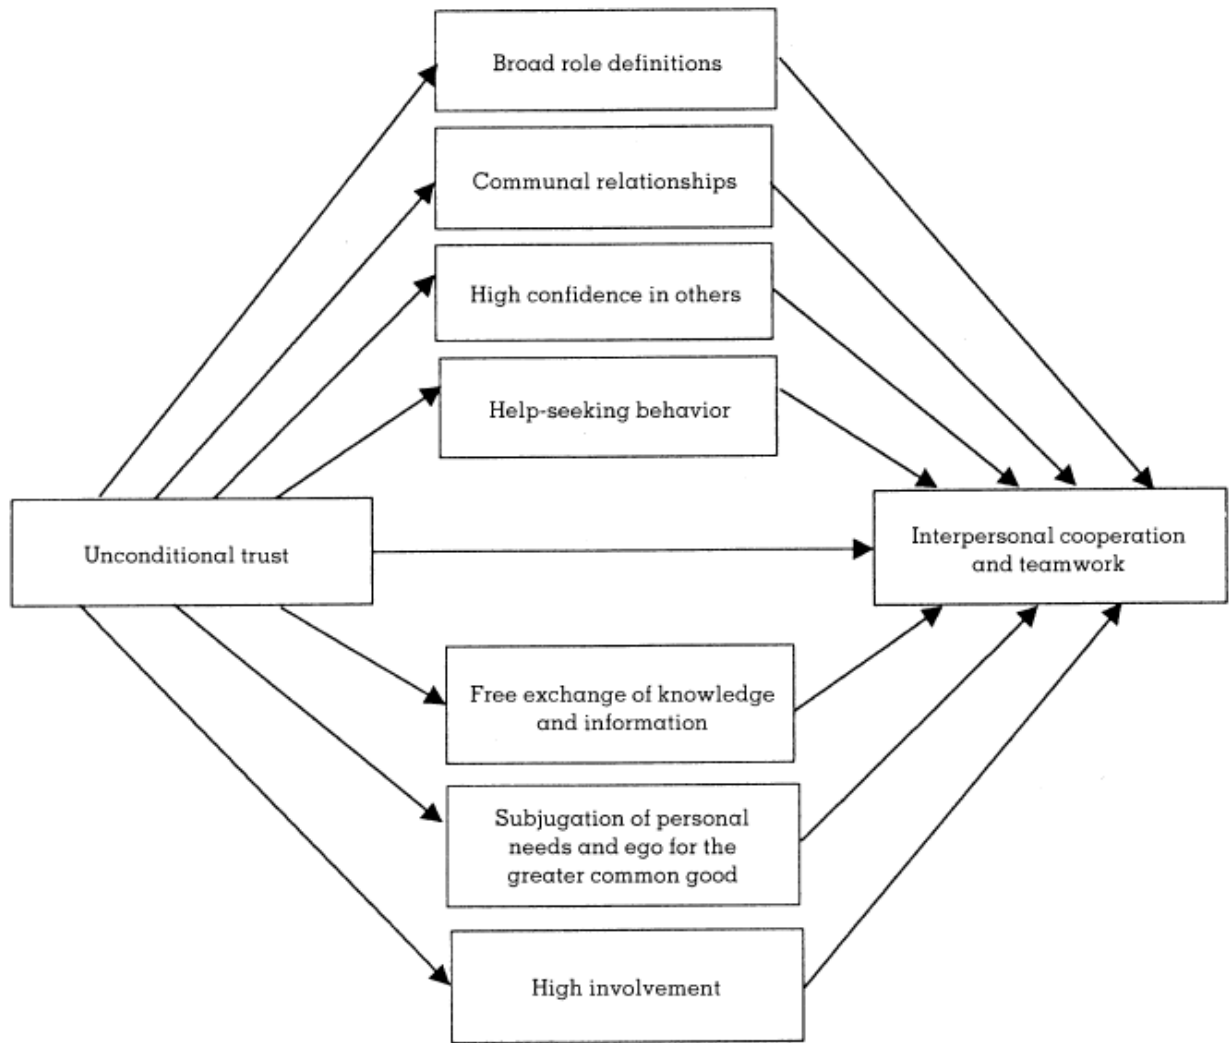 Broad role definitions
Communal relationships
High confidence in others
Help-seeking behavior
Unconditional trust
Interpersonal cooperation
and teamwork
Free exchange of knowledge
and information
Subjugation of personal
needs and ego for the
greater common good
High involvement